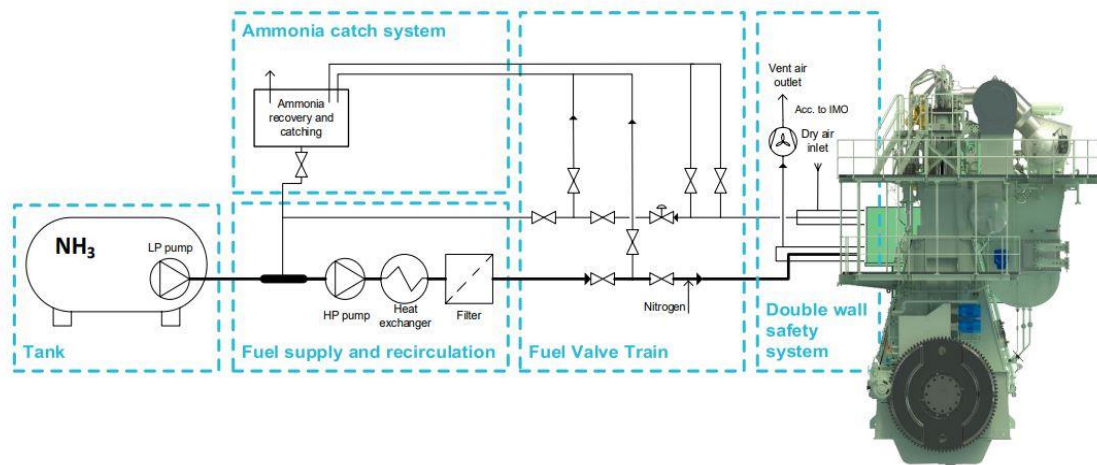 Ammonia catch system
Ammonia
recovery and
catching
Vent air
outlet
Acc. to IMO
Dry air
inlet
NH₃
LP pump
HP pump
Heat
exchanger
Filter
Nitrogen
Tank
Fuel supply and recirculation
Fuel Valve Train
Double wall
safety
system